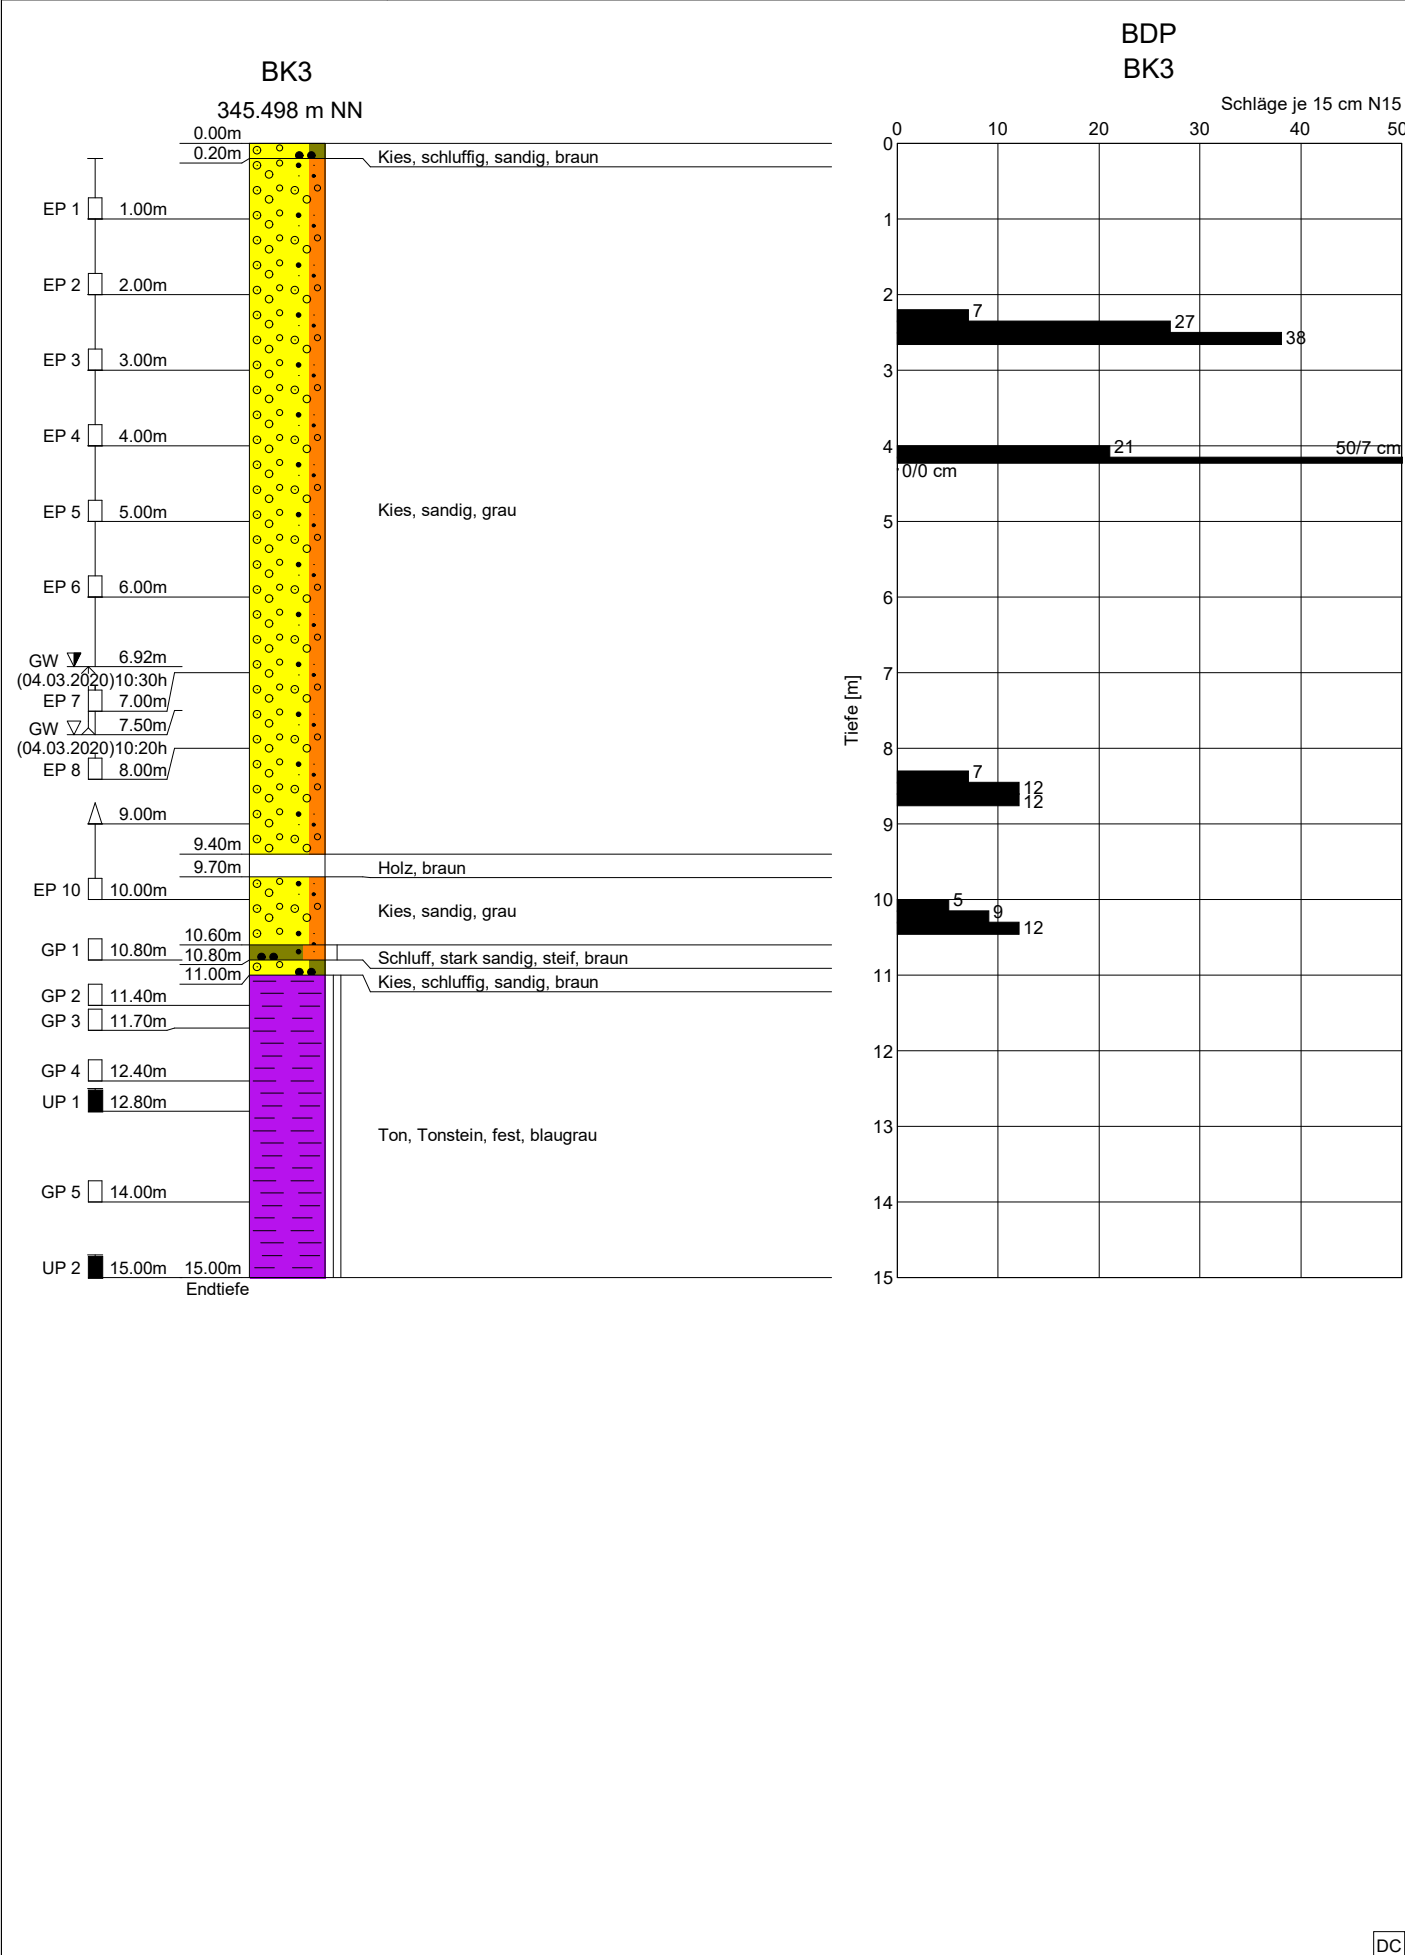 BDP
BK3
BK3
345.498 m NN
0.00m
0.20m
Kies, schluffig, sandig, braun
EP 1 1.00m
EP 2 2.00m
EP 3 3.00m
EP 4 4.00m
EP 5 5.00m
Kies, sandig, grau
EP 6 6.00m
GW 6.92m
(04.03.2020)10:30h
EP 7 7.00m
GW 7.50m
(04.03.2020)10:20h
EP 8 8.00m
9.00m
9.40m
9.70m
Holz, braun
EP 10 10.00m
Kies, sandig, grau
10.60m
GP 1 10.80m 10.80m
Schluff, stark sandig, steif, braun
11.00m
Kies, schluffig, sandig, braun
GP 2 11.40m
GP 3 11.70m
GP 4 12.40m
UP 1 12.80m
Ton, Tonstein, fest, blaugrau
GP 5 14.00m
UP 2 15.00m 15.00m
Endtiefe
Schläge je 15 cm N15
0 10 20 30 40 50
0
1
2
7
27
38
3
4
21
50/7 cm
0/0 cm
5
6
7
Tiefe [m]
8
7
12
12
9
10
5
9
12
11
12
13
14
15
DC